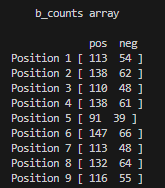 b_counts array
pos neg
Position 1 [ 113 54 ]
Position 2 [ 138 62 ]
Position 3 [ 110 48 ]
Position 4 [ 138 61 ]
Position 5 [ 91 39 ]
Position 6 [ 147 66 ]
Position 7 [ 113 48 ]
Position 8 [ 132 64 ]
Position 9 [ 116 55 ]